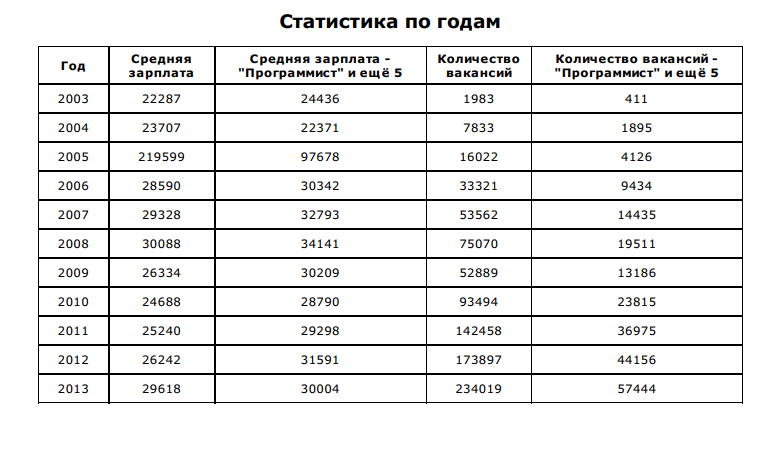 Статистика по годам
Год Средняя зарплата Средняя зарплата - "Программист" и ещё 5 Количество вакансий Количество вакансий - "Программист" и ещё 5
2003 22287 24436 1983 411
2004 23707 22371 7833 1895
2005 219599 97678 16022 4126
2006 28590 30342 33321 9434
2007 29328 32793 53562 14435
2008 30088 34141 75070 19511
2009 26334 30209 52889 13186
2010 24688 28790 93494 23815
2011 25240 29298 142458 36975
2012 26242 31591 173897 44156
2013 29618 30004 234019 57444